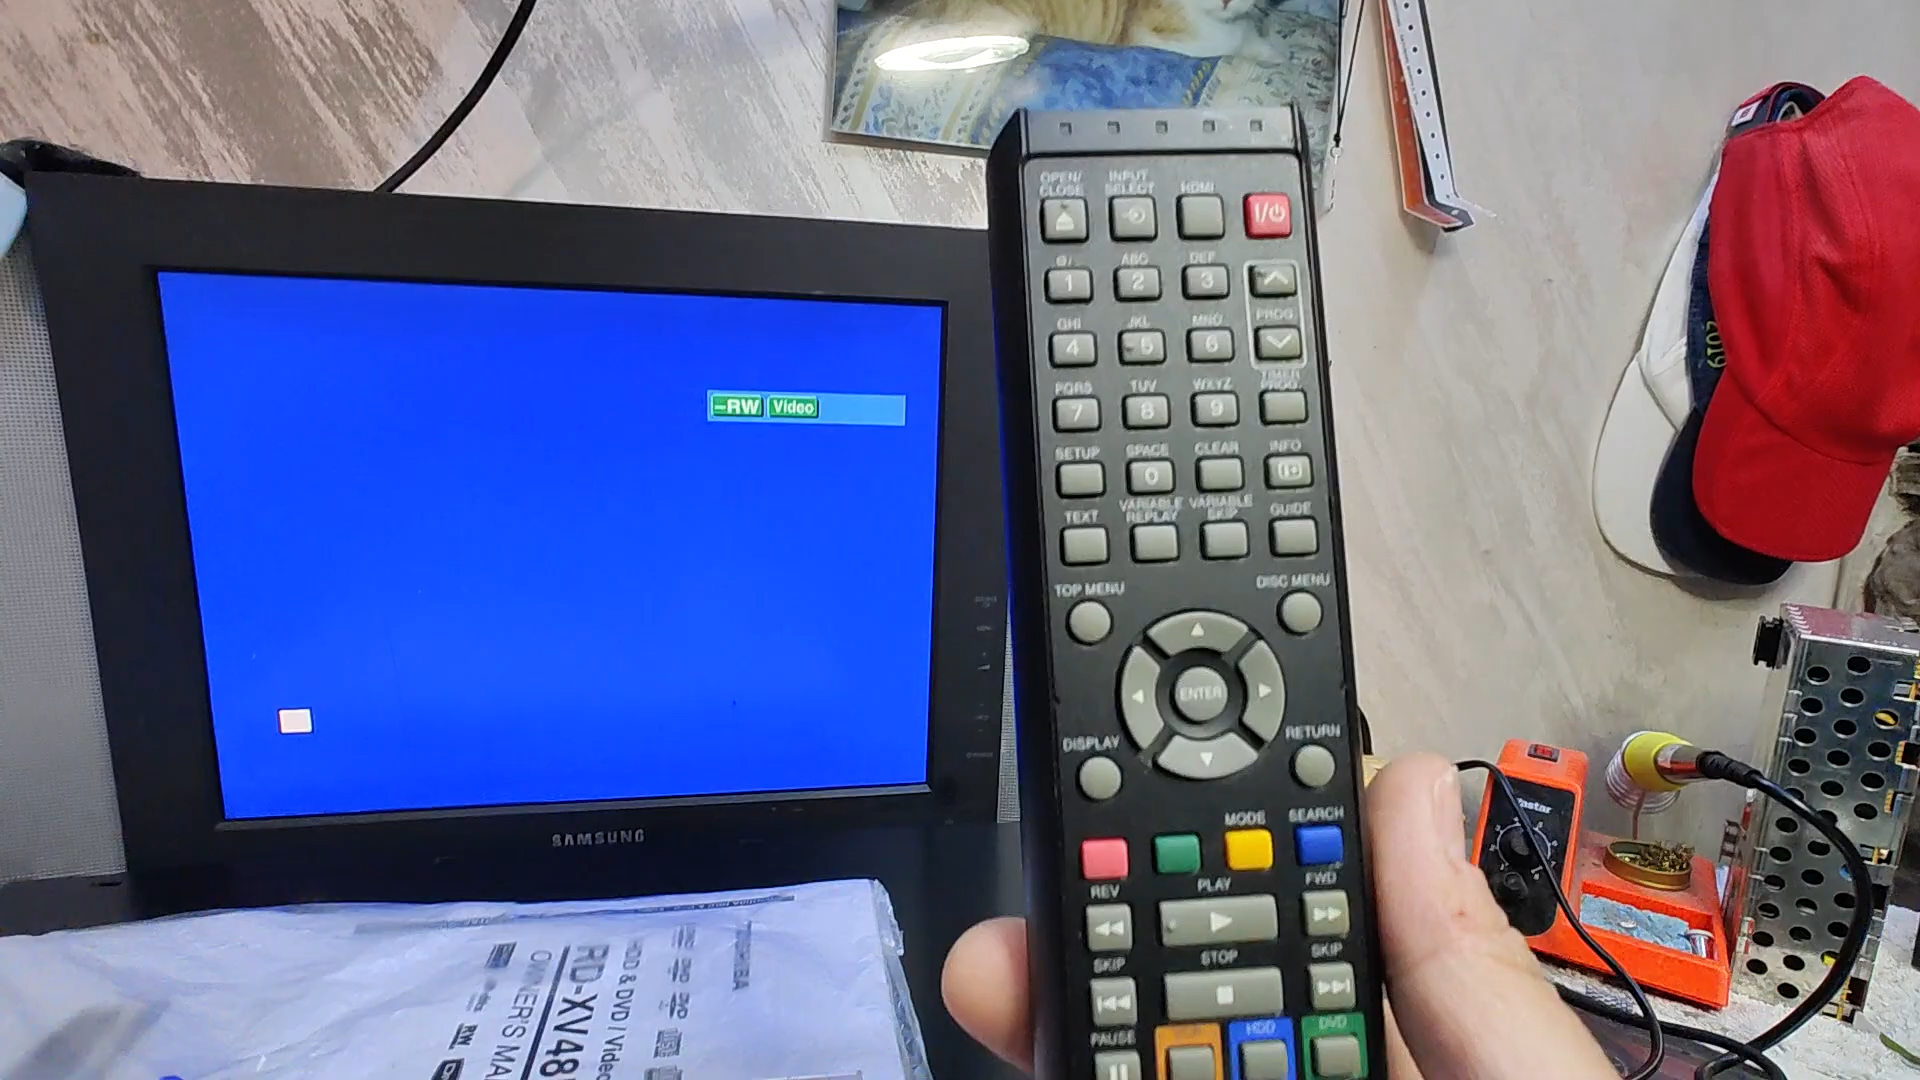 -RW Video
SAMSUNG
OPEN/
CLOSE
INPUT
SELECT
HDMI
I/
@/.
ABC
DEF
1
2
3
GHI
JKL
MNO
PROG
4
5
6
PQRS
TUV
WXYZ
TIMER
PROG.
7
8
9
SETUP
SPACE
CLEAR
INFO
0
TEXT
VARIABLE
REPLAY
VARIABLE
SKIP
GUIDE
TOP MENU
DISC MENU
ENTER
DISPLAY
RETURN
MODE
SEARCH
REV
PLAY
FWD
SKIP
STOP
SKIP
PAUSE
HDD
DVD
TOSHIBA
HDD & DVD / Video
RD-XV48
OWNER'S MA
RW
2019